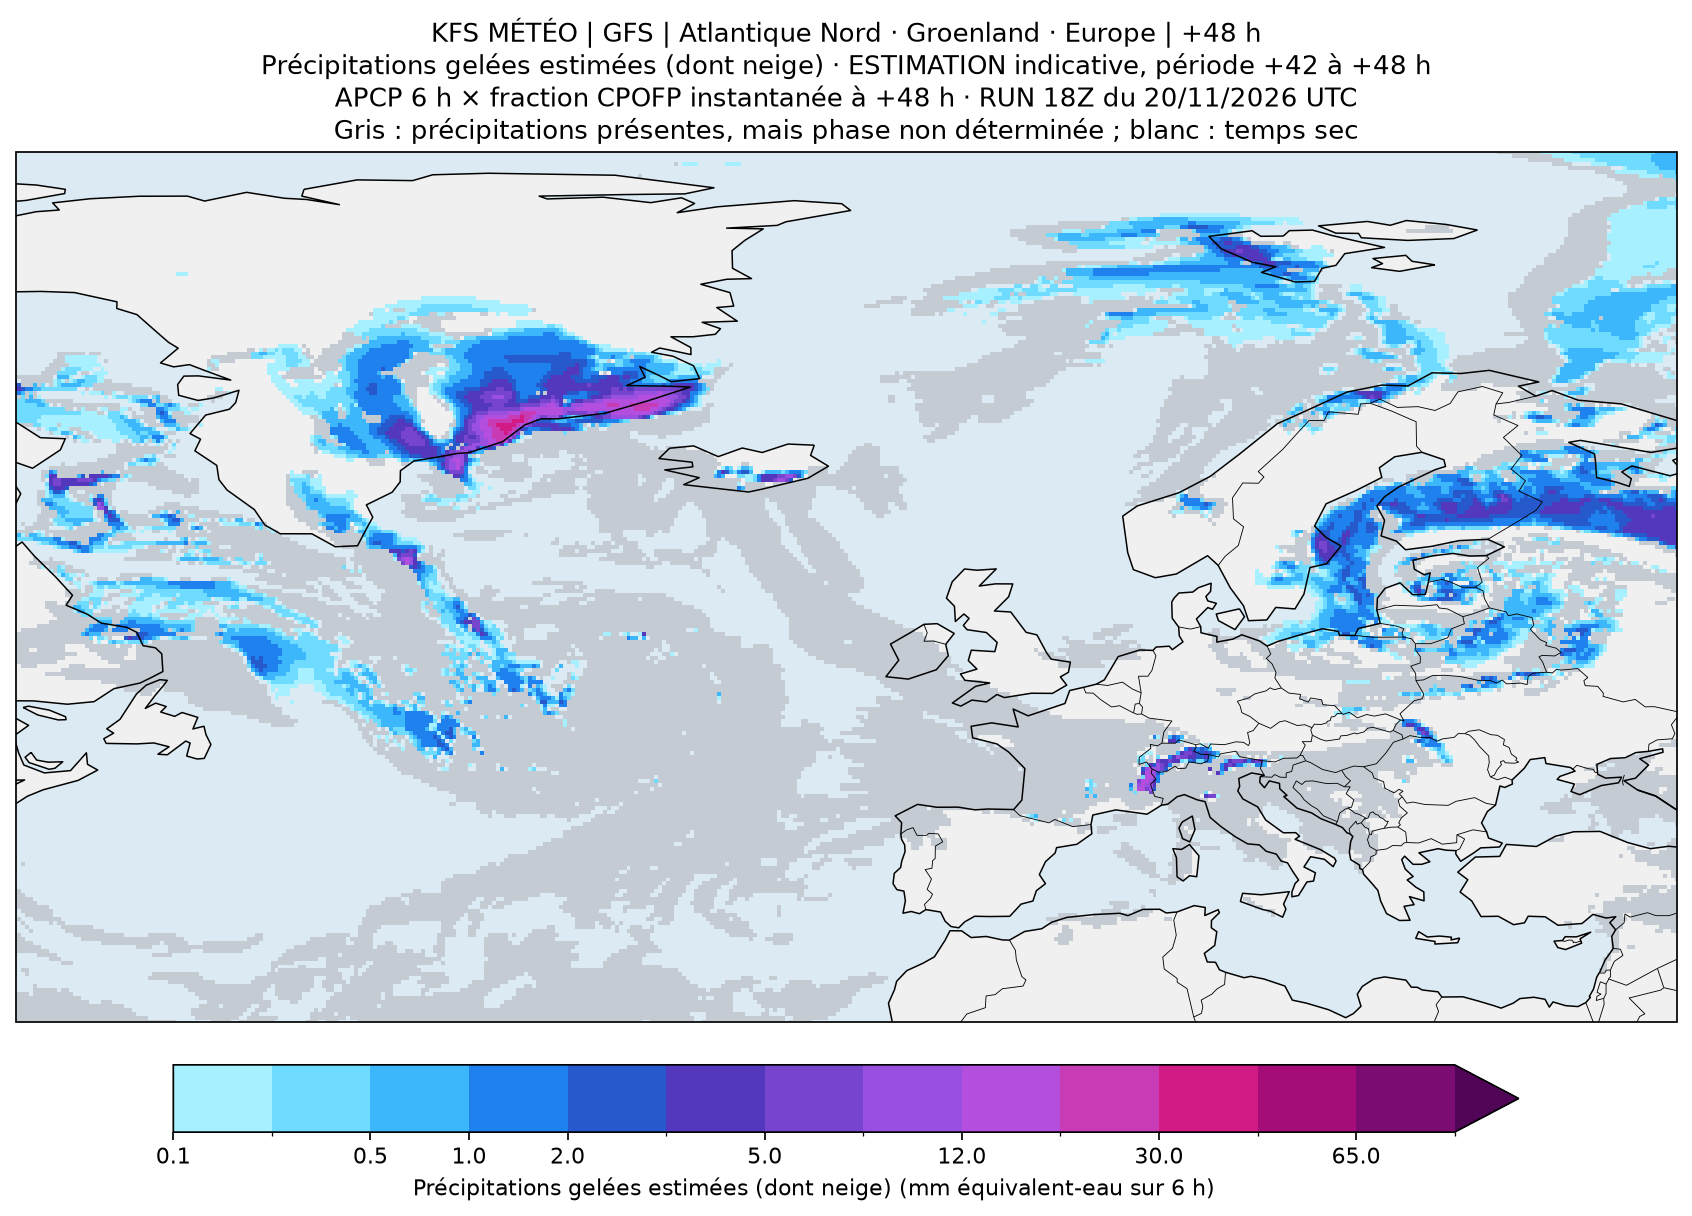 KFS MÉTÉO | GFS | Atlantique Nord · Groenland · Europe | +48 h
Précipitations gelées estimées (dont neige) · ESTIMATION indicative, période +42 à +48 h
APCP 6 h × fraction CPOFP instantanée à +48 h · RUN 18Z du 20/11/2026 UTC
Gris : précipitations présentes, mais phase non déterminée ; blanc : temps sec
0.1 0.5 1.0 2.0 5.0 12.0 30.0 65.0
Précipitations gelées estimées (dont neige) (mm équivalent-eau sur 6 h)